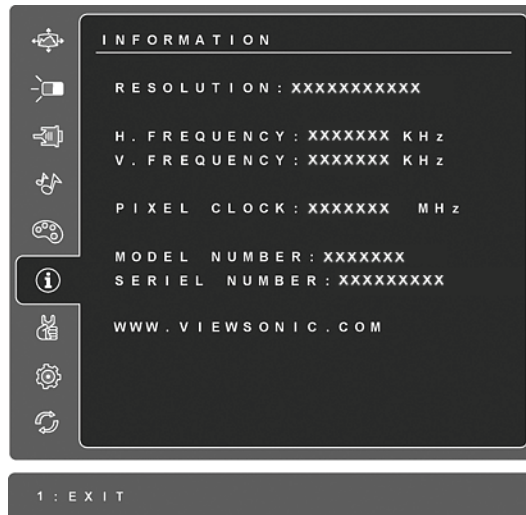 INFORMATION
RESOLUTION: XXXXXXXXXXX
H. FREQUENCY: XXXXXXX KHz
V. FREQUENCY: XXXXXXX KHz
PIXEL CLOCK: XXXXXXX MHz
MODEL NUMBER: XXXXXXX
SERIEL NUMBER: XXXXXXXXX
WWW.VIEWSONIC.COM
1:EXIT